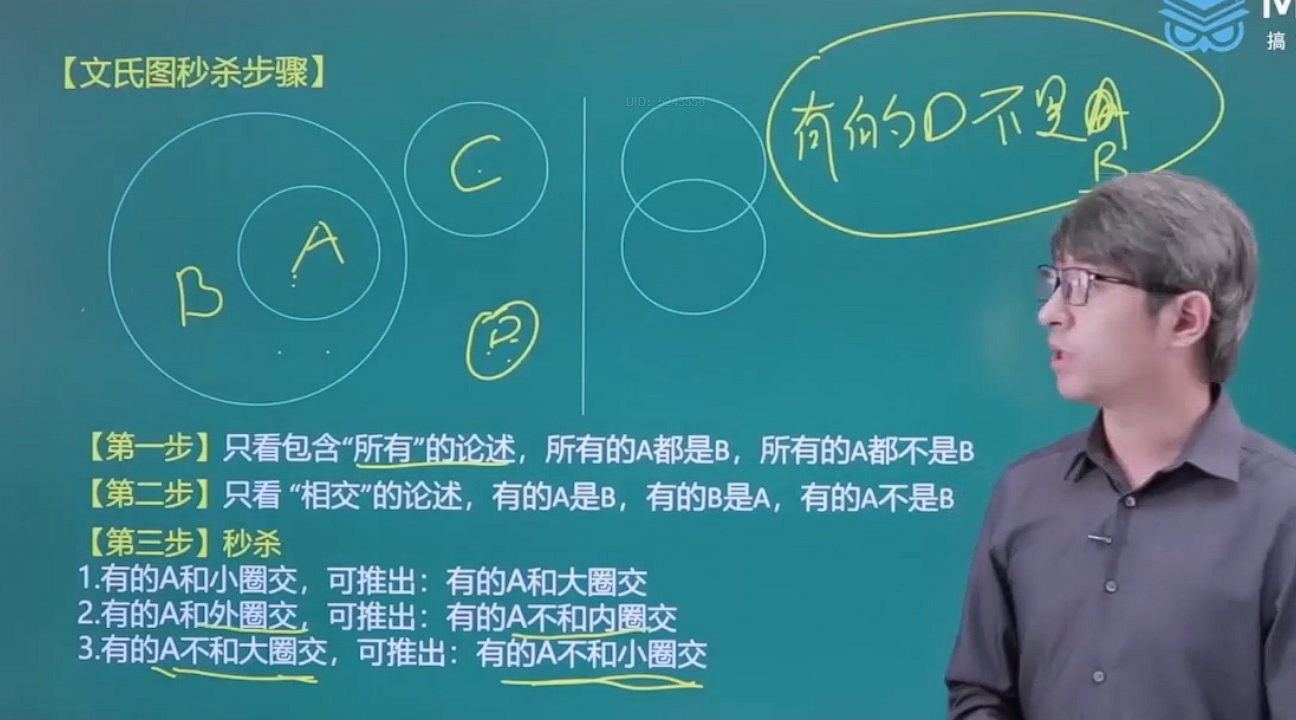 【文氏图秒杀步骤】
UID: 5243558
M
搞
有有的D不是
B
C
A
B
【第一步】只看包含“所有”的论述，所有的A都是B，所有的A都不是B
【第二步】只看 “相交”的论述，有的A是B，有的B是A，有的A不是B
【第三步】秒杀
1.有的A和小圈交，可推出：有的A和大圈交
2.有的A和外圈交，可推出：有的A不和内圈交
3.有的A不和大圈交，可推出：有的A不和小圈交